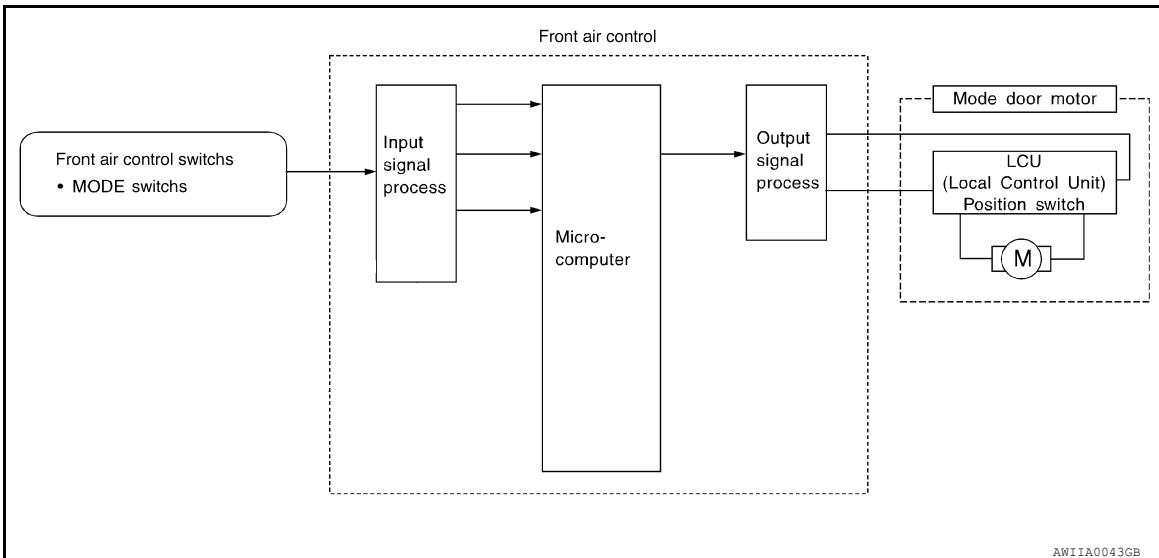 Front air control
Front air control switchs
• MODE switchs
Input
signal
process
Micro-
computer
Output
signal
process
Mode door motor
LCU
(Local Control Unit)
Position switch
M
AWIIA0043GB